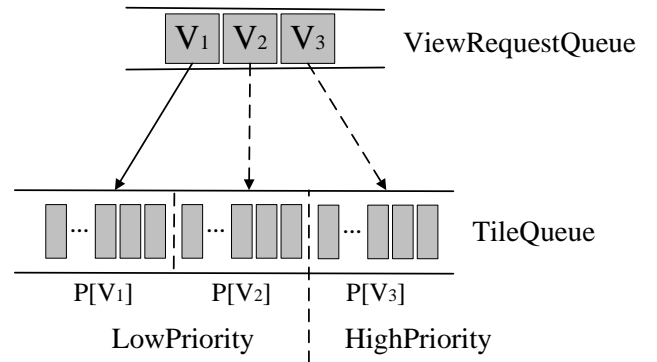 V1 V2 V3 ViewRequestQueue
... ... ... TileQueue
P[V1] P[V2] P[V3]
LowPriority HighPriority